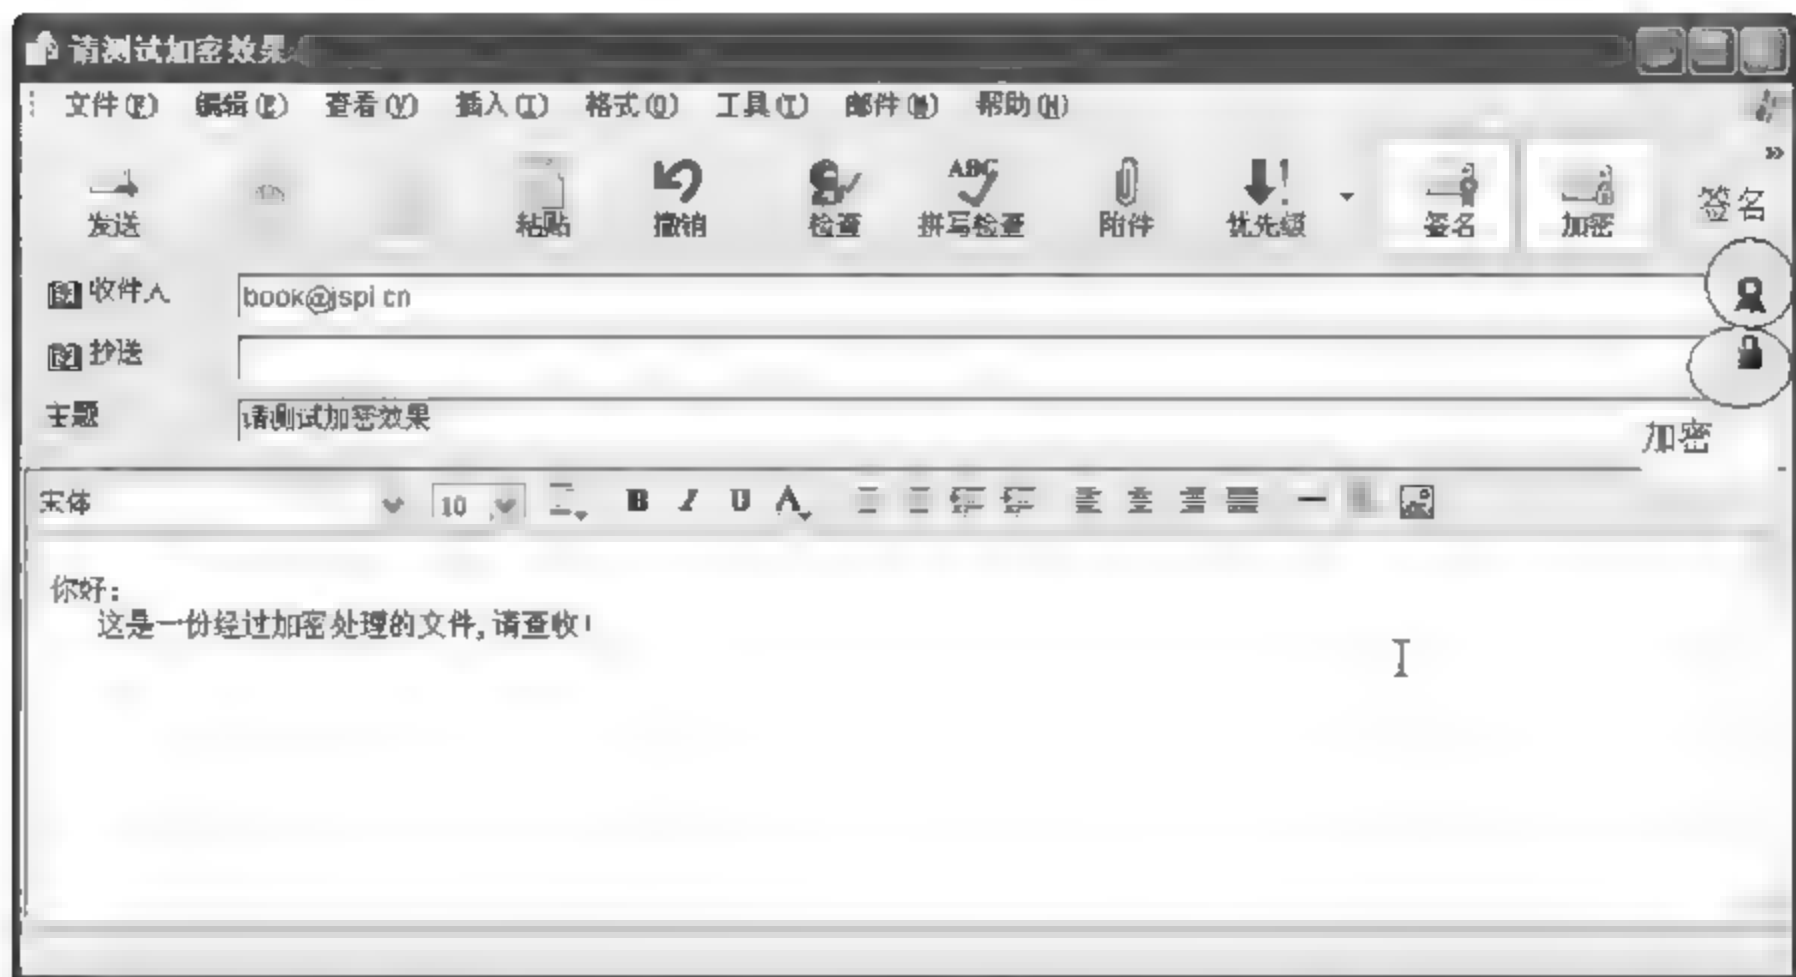 请测试加密效果
文件(F) 编辑(E) 查看(V) 插入(I) 格式(O) 工具(T) 邮件(M) 帮助(H)
发送 粘贴 撤销 ABC 检查 拼写检查 附件 优先级 签名 加密 签名
收件人 book@jspi.cn
抄送
主题 请测试加密效果
加密
宋体 10 B I U A
你好:
这是一份经过加密处理的文件,请查收!